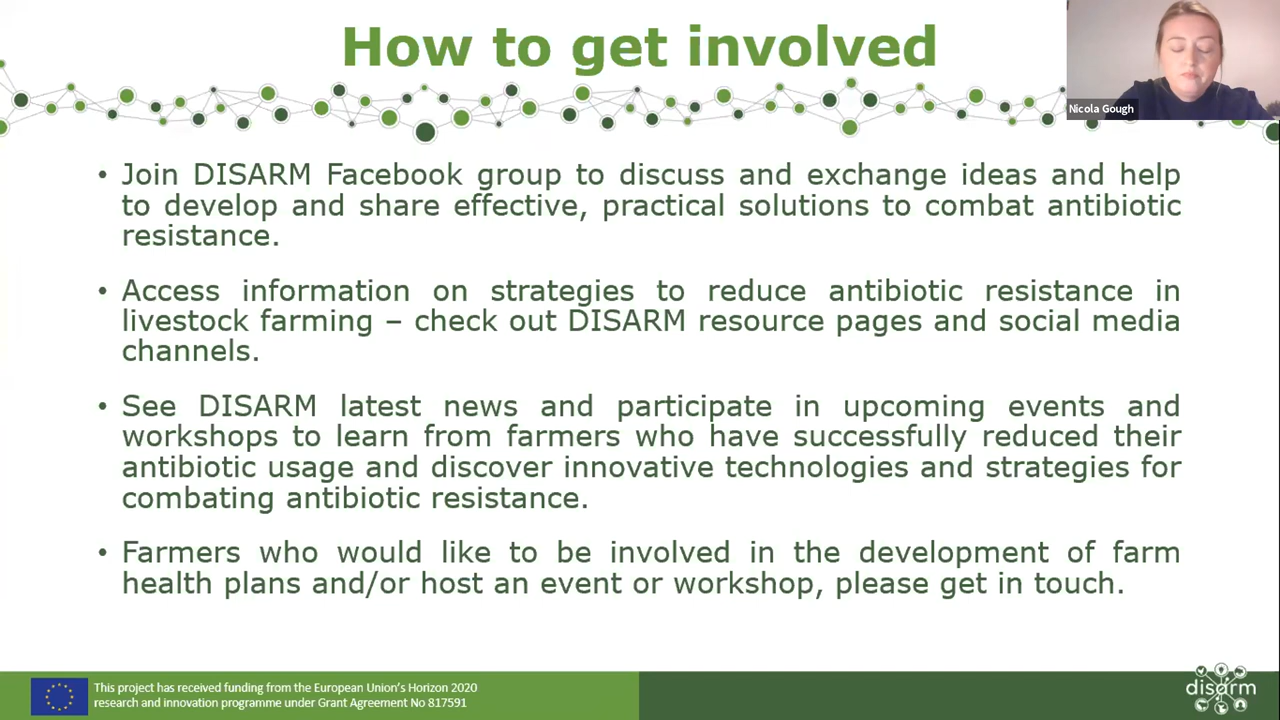 How to get involved
Nicola Gough
• Join DISARM Facebook group to discuss and exchange ideas and help
to develop and share effective, practical solutions to combat antibiotic
resistance.
• Access information on strategies to reduce antibiotic resistance in
livestock farming – check out DISARM resource pages and social media
channels.
• See DISARM latest news and participate in upcoming events and
workshops to learn from farmers who have successfully reduced their
antibiotic usage and discover innovative technologies and strategies for
combating antibiotic resistance.
• Farmers who would like to be involved in the development of farm
health plans and/or host an event or workshop, please get in touch.
This project has received funding from the European Union's Horizon 2020
research and innovation programme under Grant Agreement No 817591
disarm